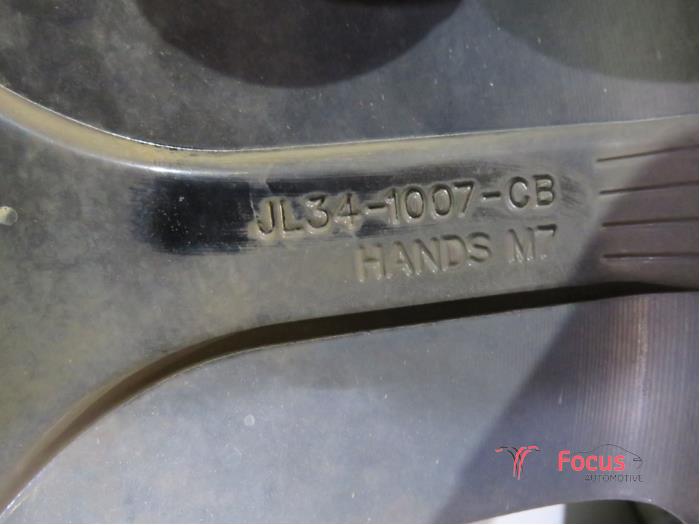 JL34-1007-CB
HANDS M7
Focus
AUTOMOTIVE